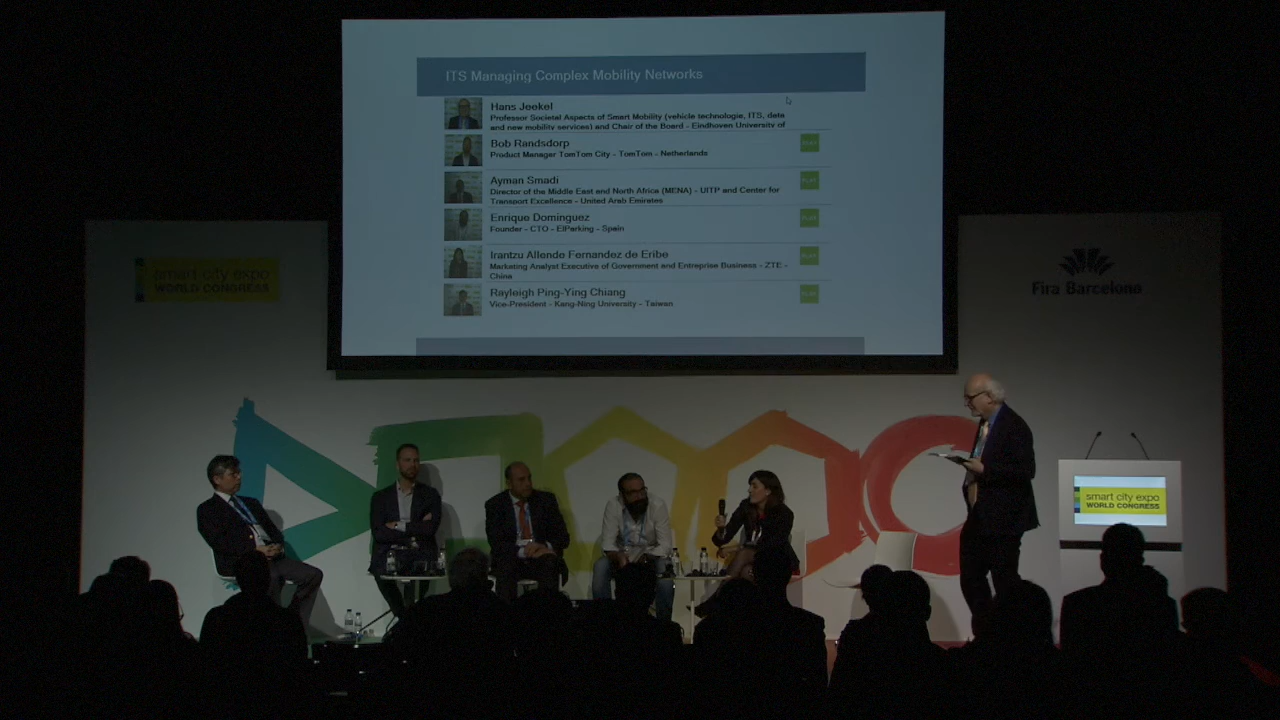 ITS Managing Complex Mobility Networks
Hans Jeekel
Professor Societal Aspects of Smart Mobility (vehicle technologie, ITS, data
and new mobility services) and Chair of the Board - Eindhoven University of
Bob Randsdorp
PLAY
Product Manager TomTom City - TomTom - Netherlands
Ayman Smadi
PLAY
Director of the Middle East and North Africa (MENA) - UITP and Center for
Transport Excellence - United Arab Emirates
Enrique Dominguez
PLAY
Founder - CTO - ElParking - Spain
Irantzu Allende Fernandez de Eribe
PLAY
Marketing Analyst Executive of Government and Entreprise Business - ZTE -
China
Rayleigh Ping-Ying Chiang
PLAY
Vice-President - Kang-Ning University - Taiwan
smart city expo
WORLD CONGRESS
Fira Barcelona
smart city expo
WORLD CONGRESS